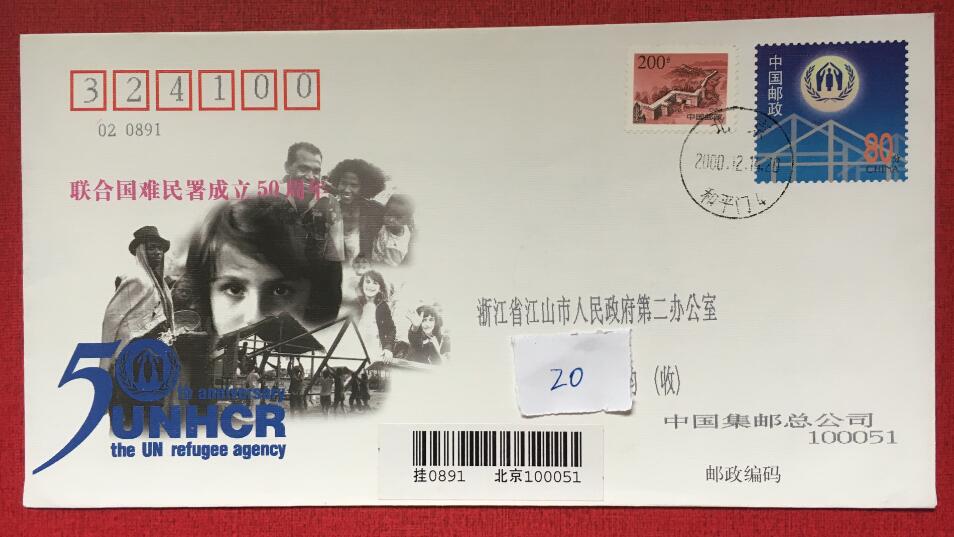 324100
02 0891
联合国难民署成立50周年
200分
中国邮政
中国邮政
80分
CHINA
北京
2000.12.14.20
和平门4
浙江省江山市人民政府第二办公室
20
(收)
50
th anniversary
UNHCR
the UN refugee agency
中国集邮总公司
100051
挂0891 北京100051
邮政编码